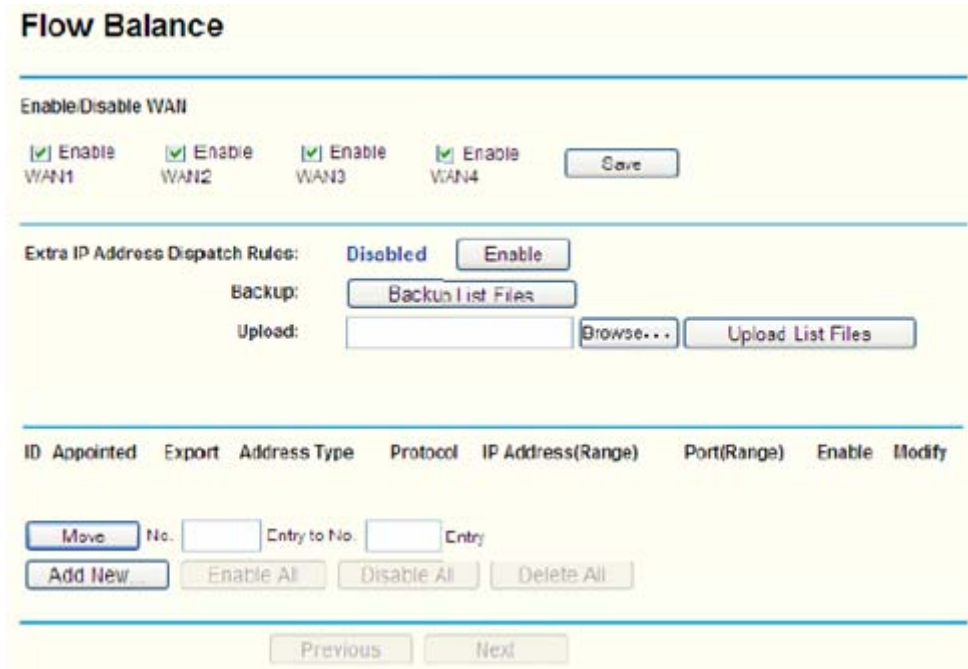 Flow Balance
Enable/Disable WAN
Enable WAN1 Enable WAN2 Enable WAN3 Enable WAN4 Save
Extra IP Address Dispatch Rules: Disabled Enable
Backup: Backup List Files
Upload: Browse... Upload List Files
ID Appointed Export Address Type Protocol IP Address(Range) Port(Range) Enable Modify
Move No. Entry to No. Entry
Add New... Enable All Disable All Delete All
Previous Next